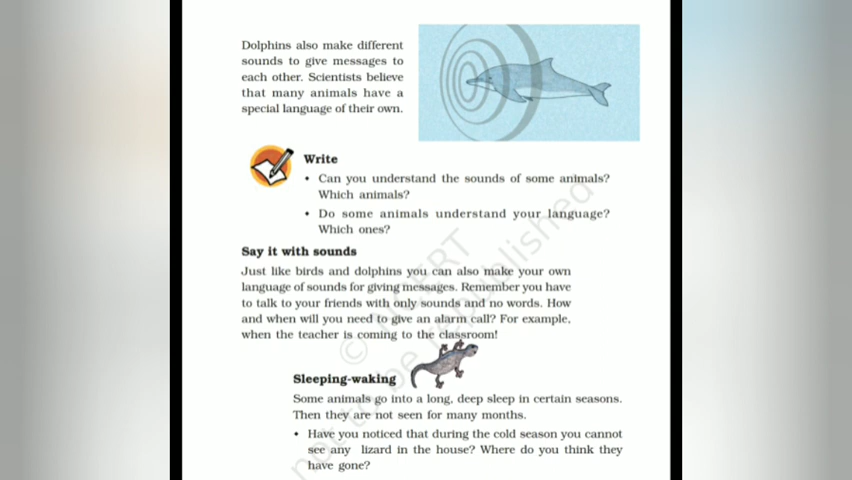 Dolphins also make different
sounds to give messages to
each other. Scientists believe
that many animals have a
special language of their own.
Write
• Can you understand the sounds of some animals?
Which animals?
• Do some animals understand your language?
Which ones?
Say it with sounds
Just like birds and dolphins you can also make your own
language of sounds for giving messages. Remember you have
to talk to your friends with only sounds and no words. How
and when will you need to give an alarm call? For example,
when the teacher is coming to the classroom!
Sleeping-waking
Some animals go into a long, deep sleep in certain seasons.
Then they are not seen for many months.
• Have you noticed that during the cold season you cannot
see any lizard in the house? Where do you think they
have gone?
© NCERT
not to be republished